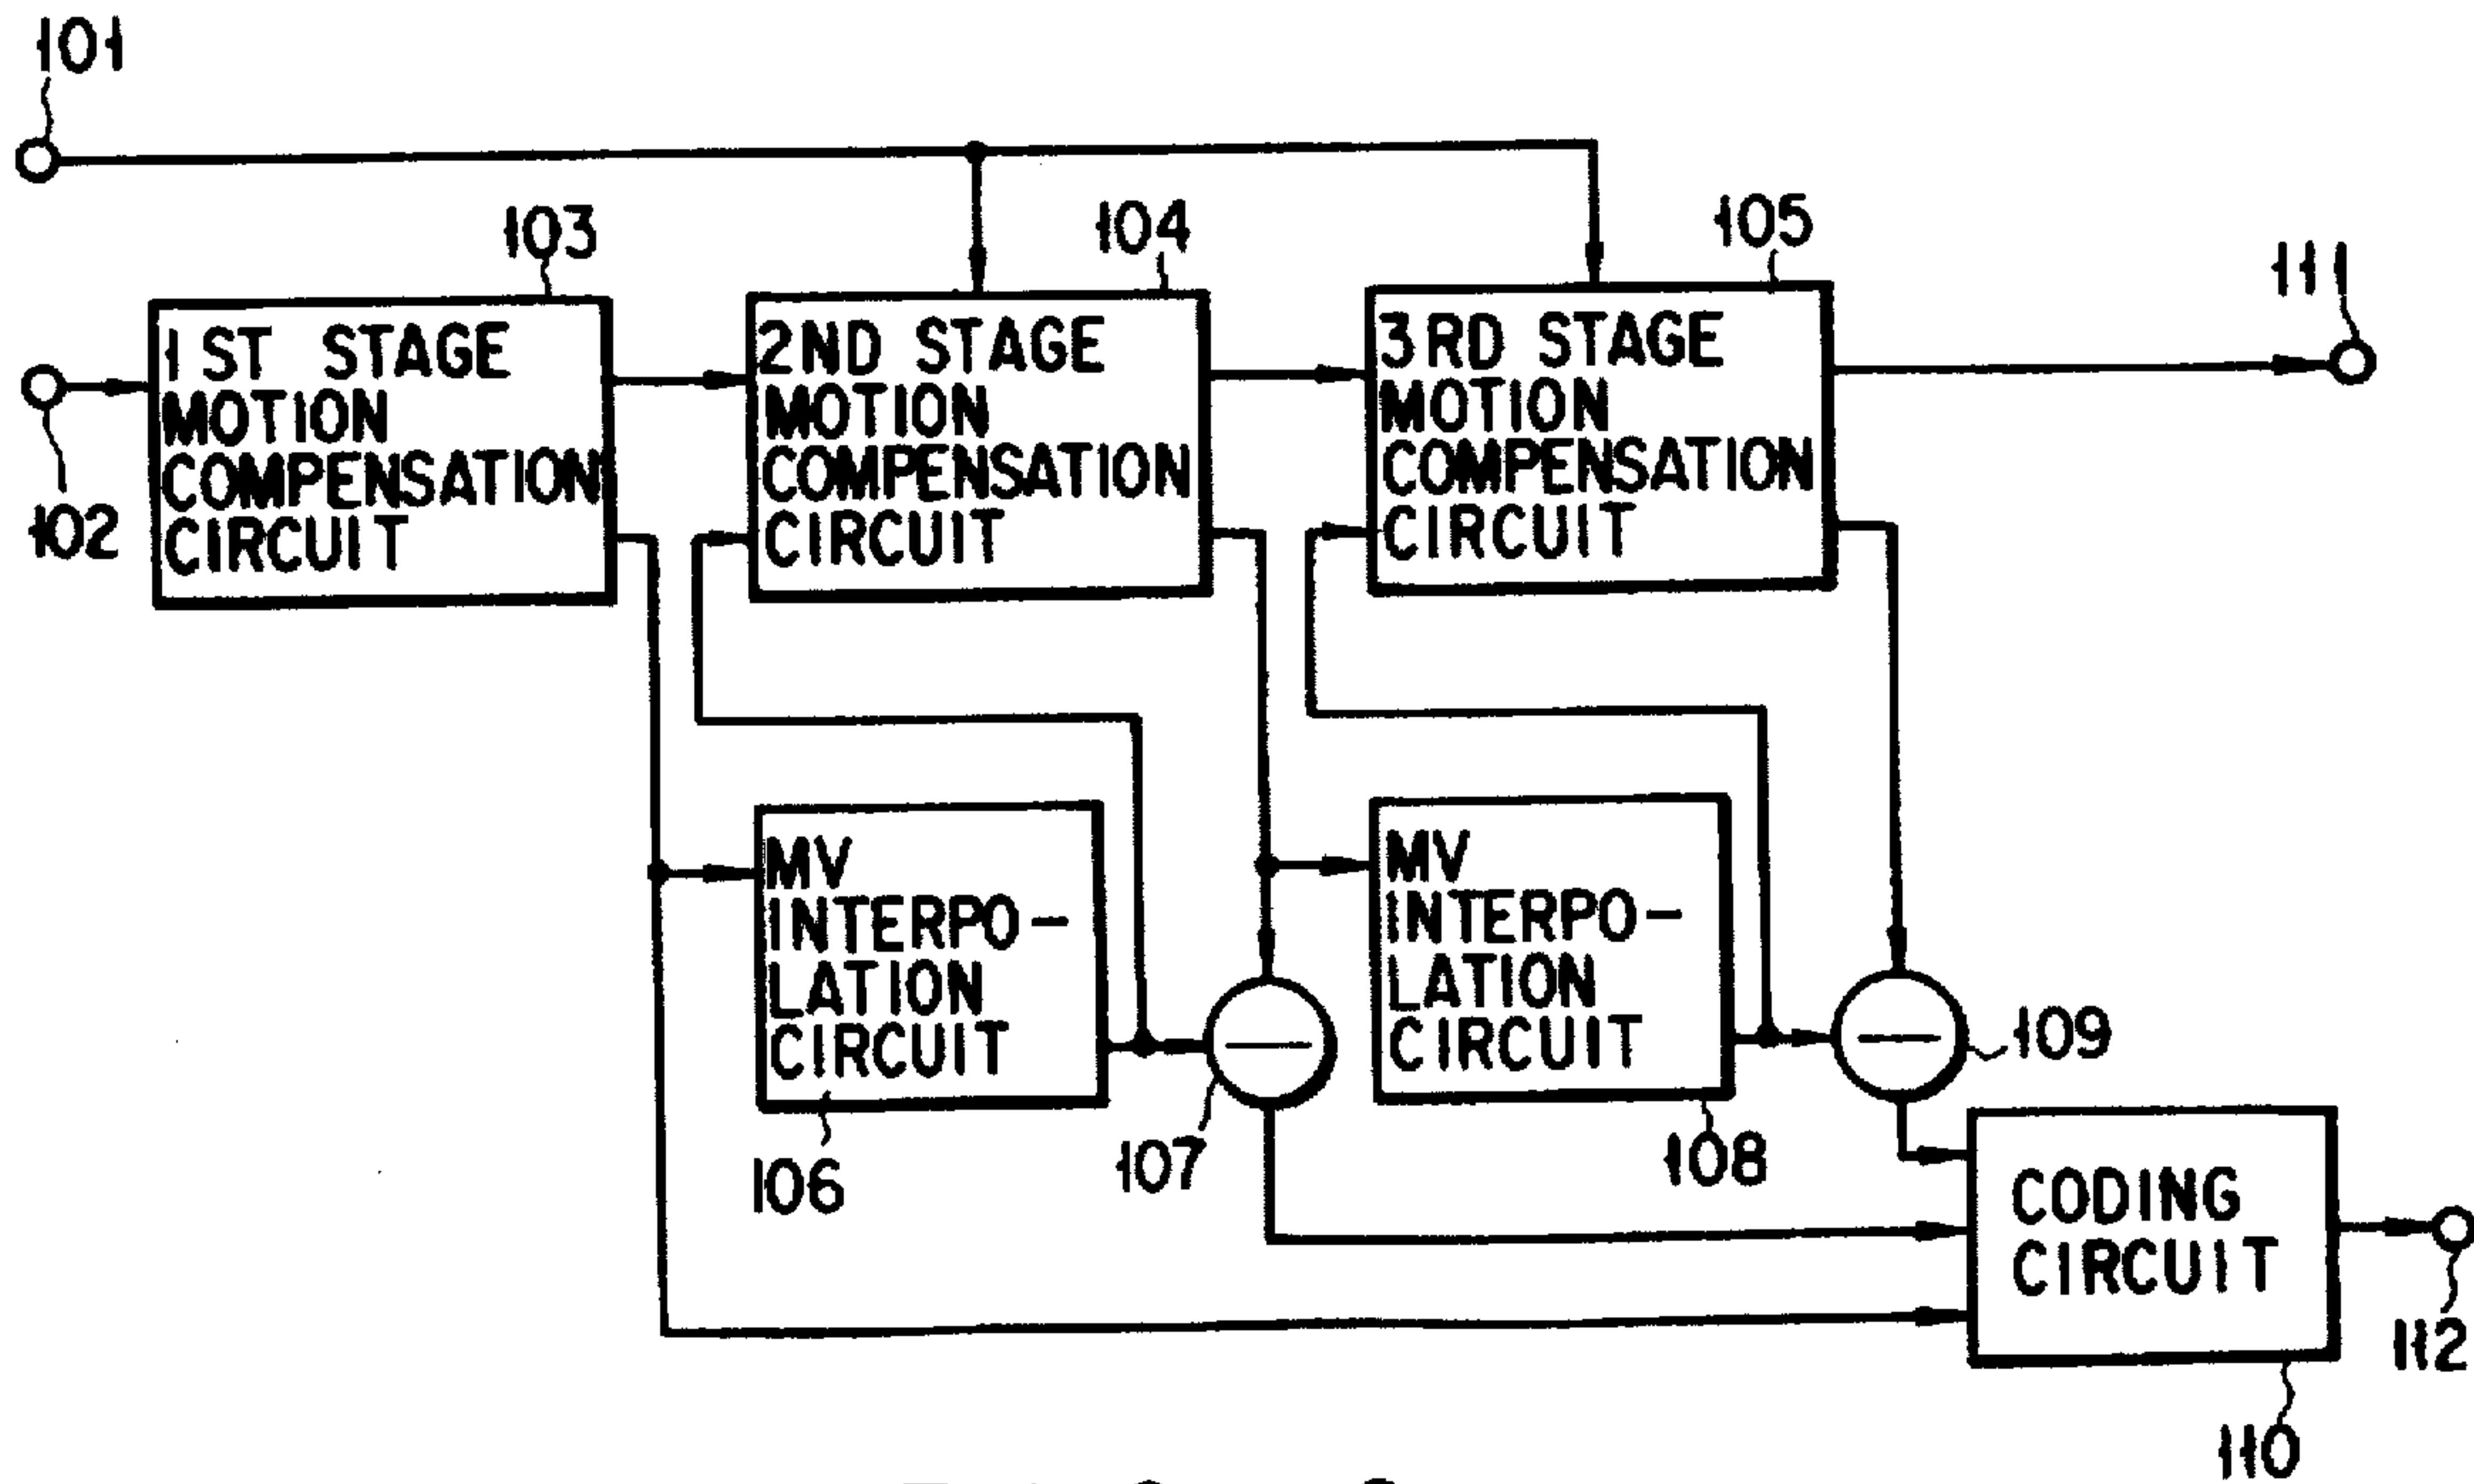 101
103
104
105
111
1ST STAGE
MOTION
COMPENSATION
CIRCUIT
2ND STAGE
MOTION
COMPENSATION
CIRCUIT
3RD STAGE
MOTION
COMPENSATION
CIRCUIT
102
MV
INTERPO-
LATION
CIRCUIT
MV
INTERPO-
LATION
CIRCUIT
109
106
107
108
CODING
CIRCUIT
112
110